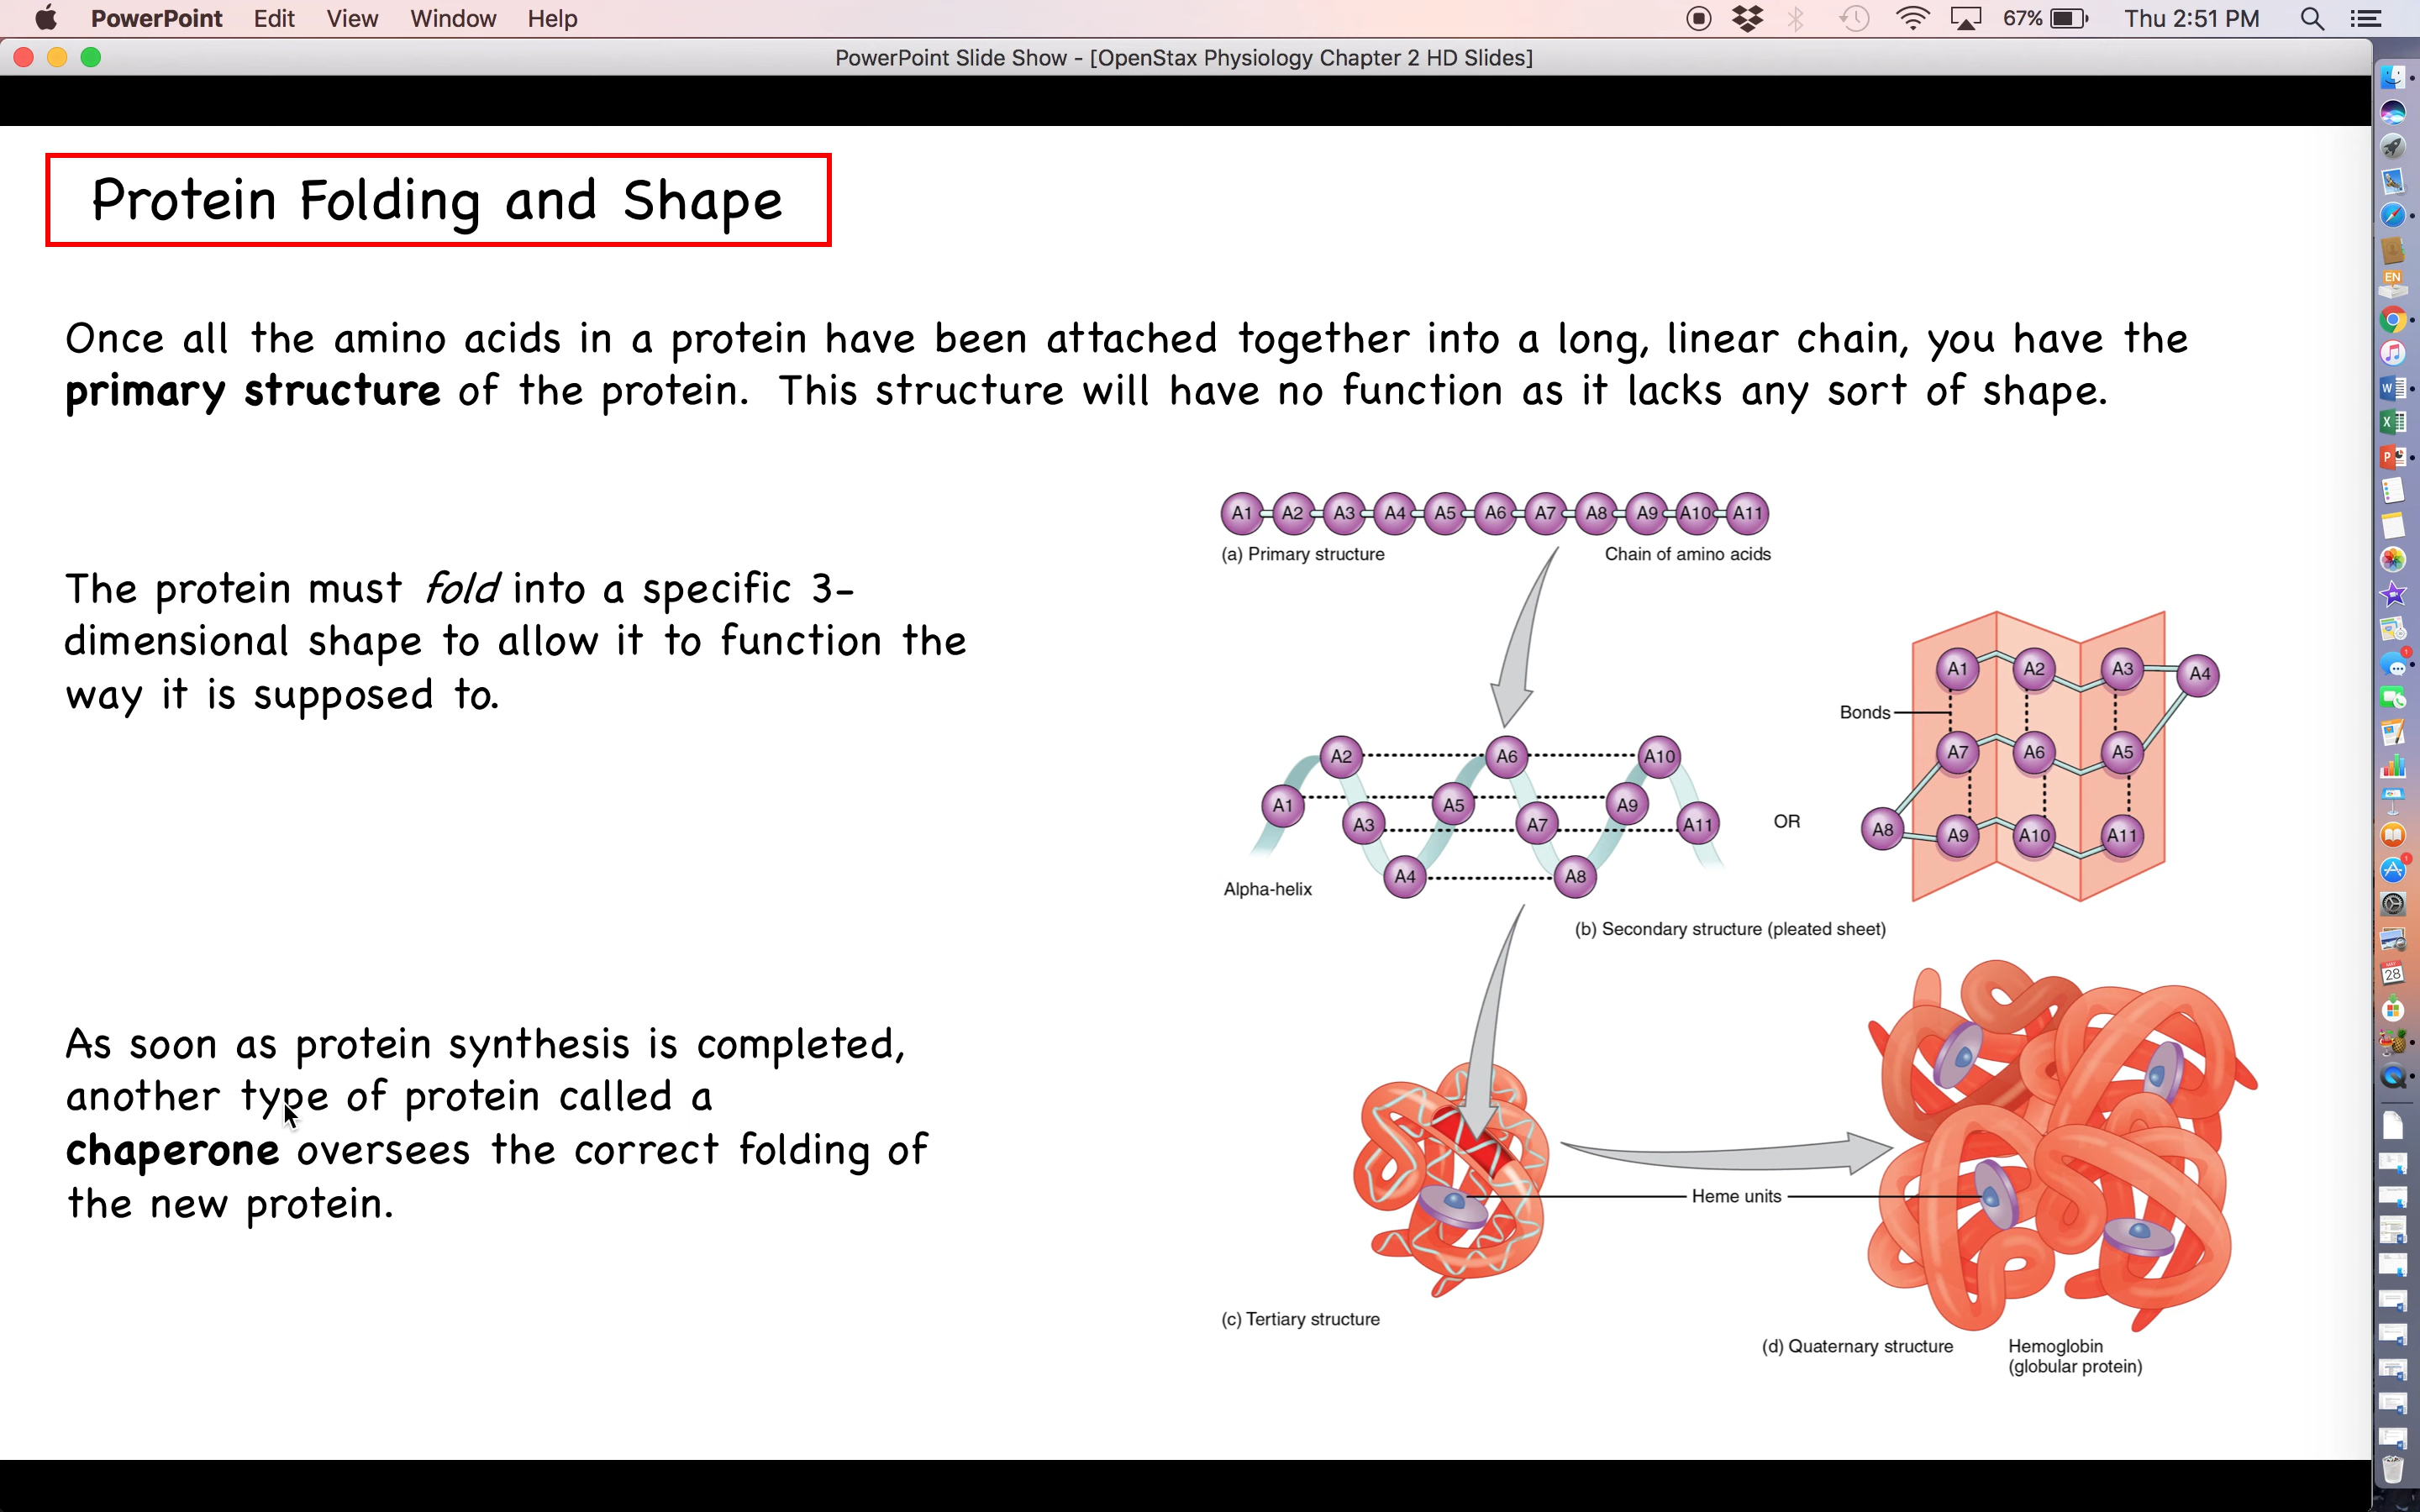 PowerPoint Edit View Window Help 67% Thu 2:51 PM
PowerPoint Slide Show - [OpenStax Physiology Chapter 2 HD Slides]
Protein Folding and Shape
Once all the amino acids in a protein have been attached together into a long, linear chain, you have the
primary structure of the protein. This structure will have no function as it lacks any sort of shape.
The protein must fold into a specific 3-
dimensional shape to allow it to function the
way it is supposed to.
As soon as protein synthesis is completed,
another type of protein called a
chaperone oversees the correct folding of
the new protein.
A1 A2 A3 A4 A5 A6 A7 A8 A9 A10 A11
(a) Primary structure Chain of amino acids
A2 A6 A10
A1 A5 A9
A3 A7 A11
A4 A8
Alpha-helix
OR
A1 A2 A3 A4
Bonds
A7 A6 A5
A8 A9 A10 A11
(b) Secondary structure (pleated sheet)
Heme units
(c) Tertiary structure
(d) Quaternary structure Hemoglobin
(globular protein)
EN
W
X
P
1
1
28